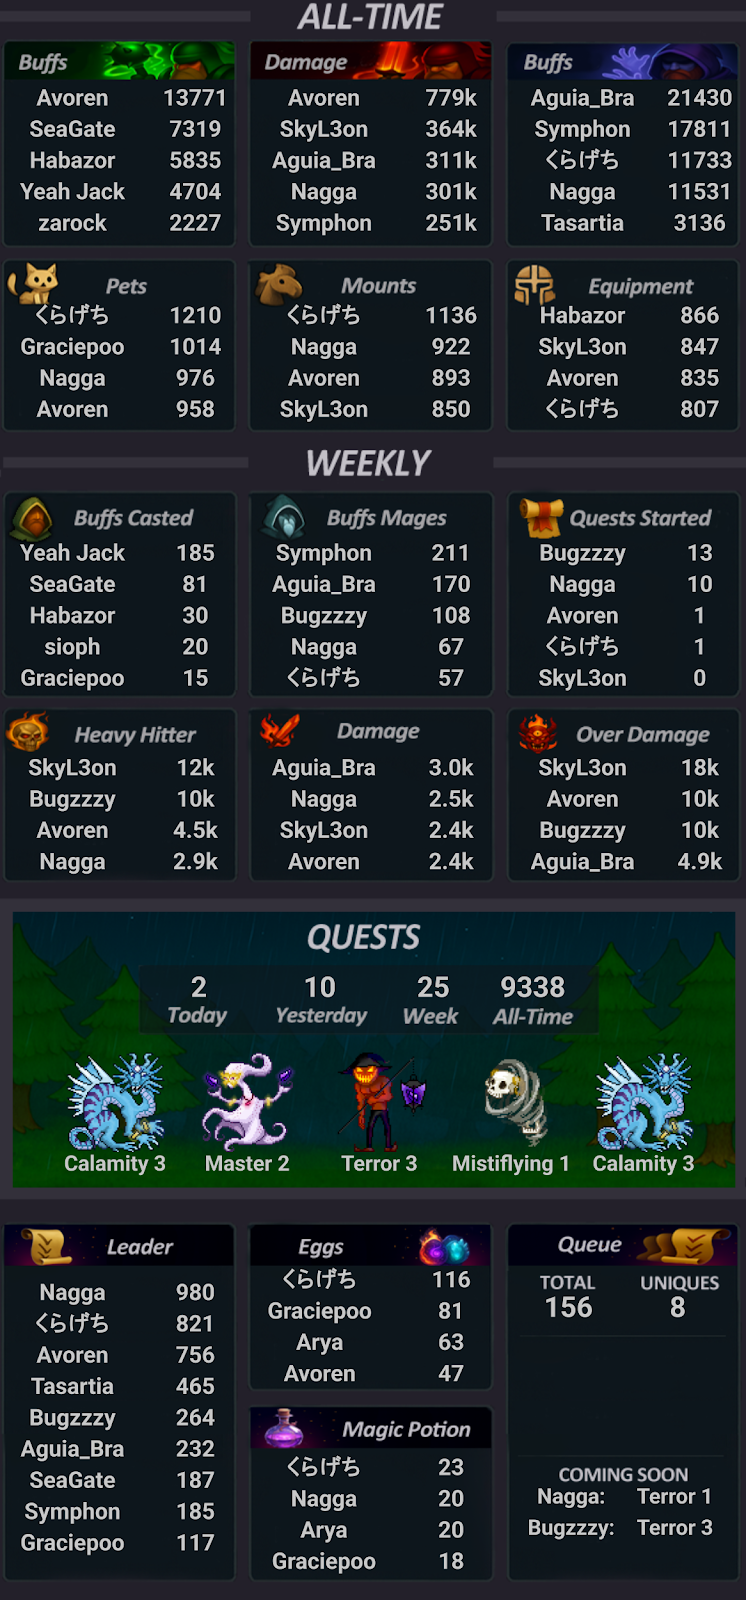 ALL-TIME
Buffs
Avoren 13771
SeaGate 7319
Habazor 5835
Yeah Jack 4704
zarock 2227
Damage
Avoren 779k
SkyL3on 364k
Aguia_Bra 311k
Nagga 301k
Symphon 251k
Buffs
Aguia_Bra 21430
Symphon 17811
くらげち 11733
Nagga 11531
Tasartia 3136
Pets
くらげち 1210
Graciepoo 1014
Nagga 976
Avoren 958
Mounts
くらげち 1136
Nagga 922
Avoren 893
SkyL3on 850
Equipment
Habazor 866
SkyL3on 847
Avoren 835
くらげち 807
WEEKLY
Buffs Casted
Yeah Jack 185
SeaGate 81
Habazor 30
sioph 20
Graciepoo 15
Buffs Mages
Symphon 211
Aguia_Bra 170
Bugzzzy 108
Nagga 67
くらげち 57
Quests Started
Bugzzzy 13
Nagga 10
Avoren 1
くらげち 1
SkyL3on 0
Heavy Hitter
SkyL3on 12k
Bugzzzy 10k
Avoren 4.5k
Nagga 2.9k
Damage
Aguia_Bra 3.0k
Nagga 2.5k
SkyL3on 2.4k
Avoren 2.4k
Over Damage
SkyL3on 18k
Avoren 10k
Bugzzzy 10k
Aguia_Bra 4.9k
QUESTS
2 10 25 9338
Today Yesterday Week All-Time
Calamity 3 Master 2 Terror 3 Mistiflying 1 Calamity 3
Leader
Nagga 980
くらげち 821
Avoren 756
Tasartia 465
Bugzzzy 264
Aguia_Bra 232
SeaGate 187
Symphon 185
Graciepoo 117
Eggs
くらげち 116
Graciepoo 81
Arya 63
Avoren 47
Magic Potion
くらげち 23
Nagga 20
Arya 20
Graciepoo 18
Queue
TOTAL UNIQUES
156 8
COMING SOON
Nagga: Terror 1
Bugzzzy: Terror 3